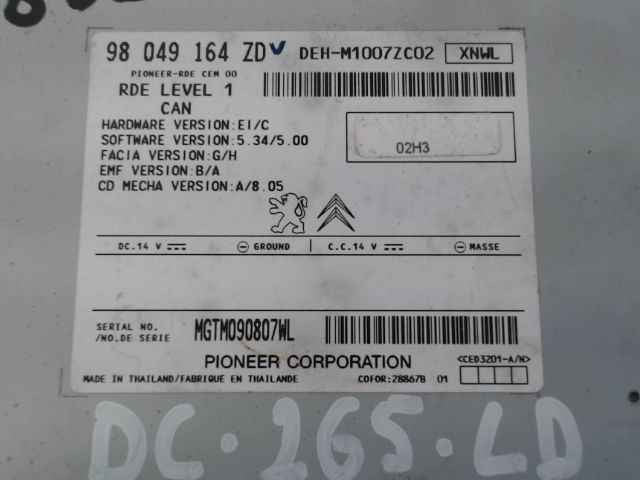 98 049 164 ZD DEH-M1007ZC02 XNWL
PIONEER-RDE CEM 00
RDE LEVEL 1
CAN
HARDWARE VERSION:EI/C
SOFTWARE VERSION:5.34/5.00
FACIA VERSION:G/H
EMF VERSION:B/A
CD MECHA VERSION:A/8.05
02H3
DC.14 V GROUND C.C.14 V MASSE
SERIAL NO.
/NO.DE SERIE
MGTM090807WL
PIONEER CORPORATION
<CED3201-A/N>
MADE IN THAILAND/FABRIQUE EN THAILANDE
COFOR:28867B 01
DC-265-LD